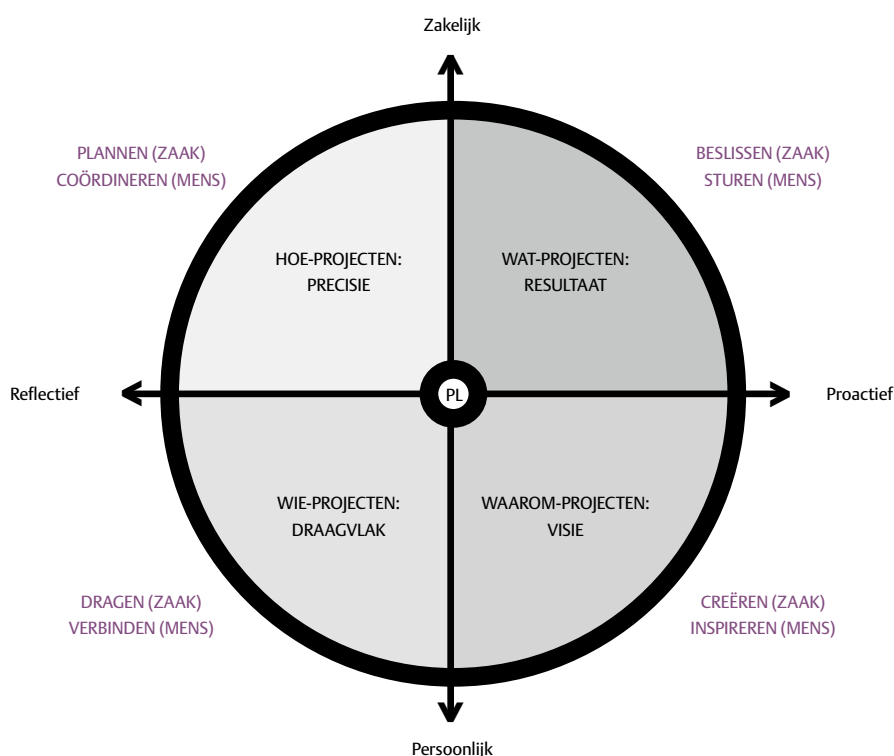 Zakelijk
PLANNEN (ZAAK)
COÖRDINEREN (MENS)
BESLISSEN (ZAAK)
STUREN (MENS)
HOE-PROJECTEN:
PRECISIE
WAT-PROJECTEN:
RESULTAAT
Reflectief
PL
Proactief
WIE-PROJECTEN:
DRAAGVLAK
WAAROM-PROJECTEN:
VISIE
DRAGEN (ZAAK)
VERBINDEN (MENS)
CREËREN (ZAAK)
INSPIREREN (MENS)
Persoonlijk